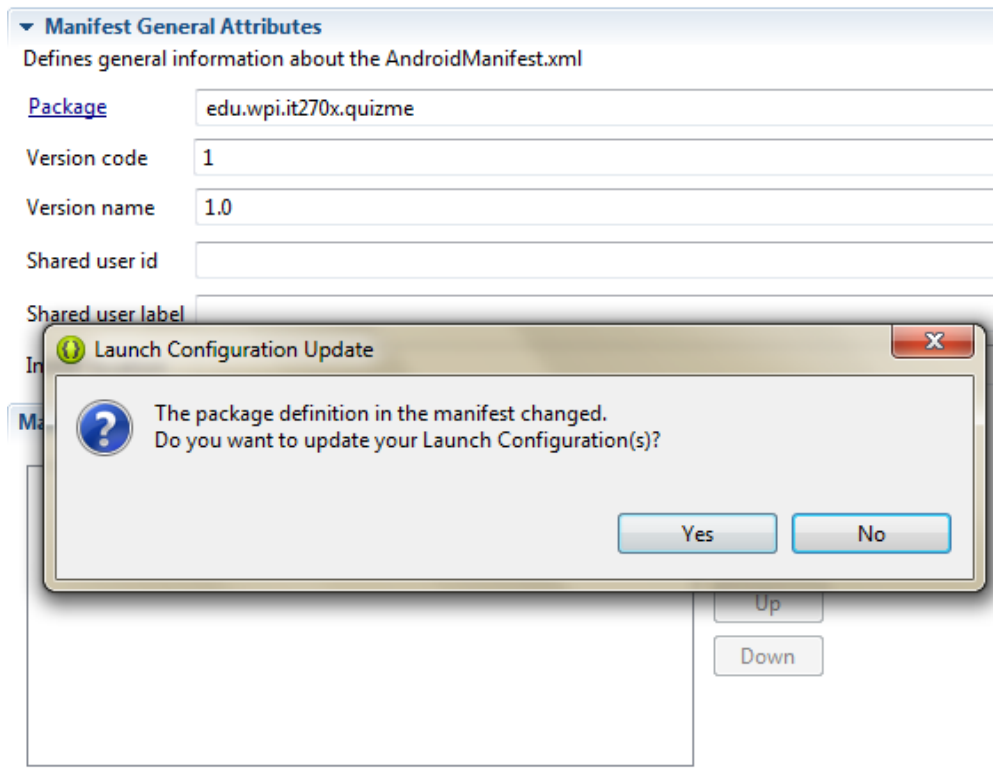 Manifest General Attributes
Defines general information about the AndroidManifest.xml
Package edu.wpi.it270x.quizme
Version code 1
Version name 1.0
Shared user id
Shared user label
Launch Configuration Update
The package definition in the manifest changed.
Do you want to update your Launch Configuration(s)?
Yes No
Up
Down